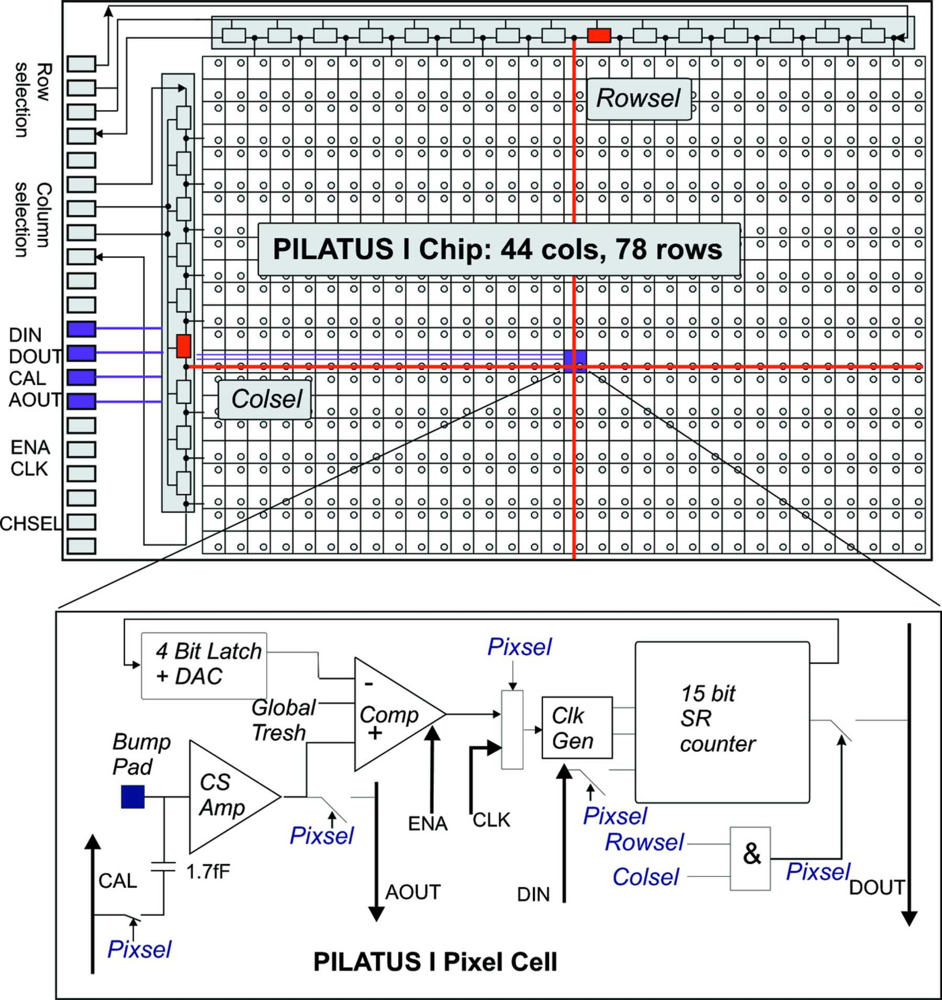 Row
selection
Rowsel
Column
selection
PILATUS I Chip: 44 cols, 78 rows
DIN
DOUT
CAL
AOUT
Colsel
ENA
CLK
CHSEL
4 Bit Latch
+ DAC
Pixsel
-
Global
Tresh
Comp
+
Clk
Gen
15 bit
SR
counter
Bump
Pad
CS
Amp
Pixsel
ENA
CLK
Pixsel
Rowsel
Colsel
&
Pixsel
1.7fF
CAL
AOUT
DIN
DOUT
Pixsel
PILATUS I Pixel Cell